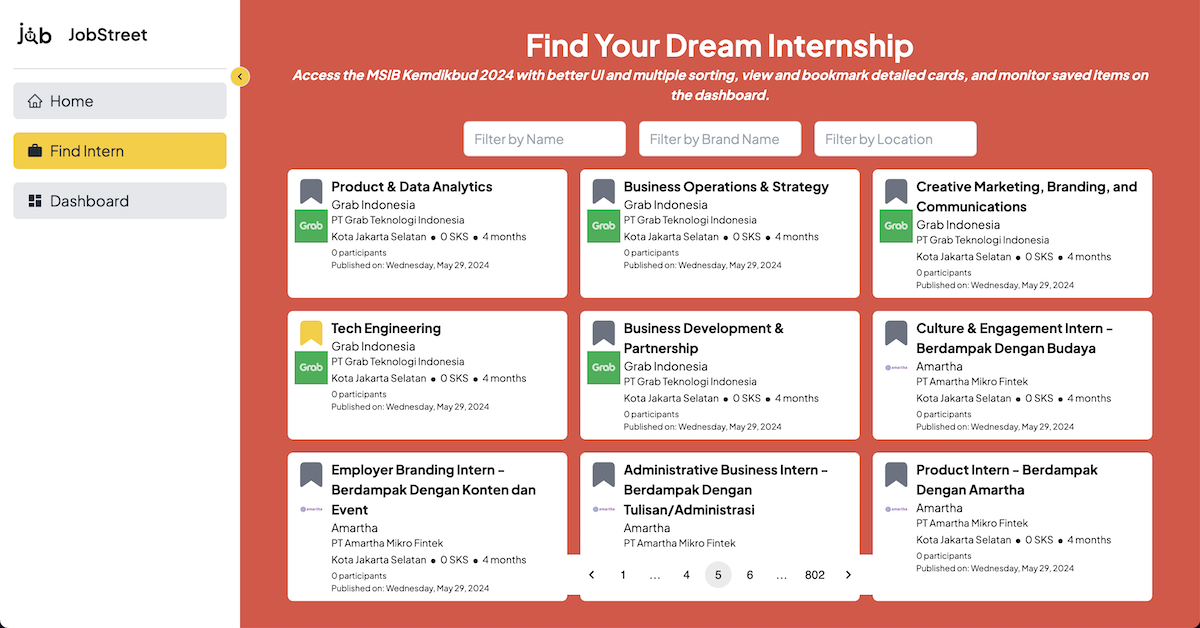 job JobStreet
Home
Find Intern
Dashboard
Find Your Dream Internship
Access the MSIB Kemdikbud 2024 with better UI and multiple sorting, view and bookmark detailed cards, and monitor saved items on
the dashboard.
Filter by Name
Filter by Brand Name
Filter by Location
Grab
Product & Data Analytics
Grab Indonesia
PT Grab Teknologi Indonesia
Kota Jakarta Selatan ● 0 SKS ● 4 months
0 participants
Published on: Wednesday, May 29, 2024
Grab
Business Operations & Strategy
Grab Indonesia
PT Grab Teknologi Indonesia
Kota Jakarta Selatan ● 0 SKS ● 4 months
0 participants
Published on: Wednesday, May 29, 2024
Grab
Creative Marketing, Branding, and
Communications
Grab Indonesia
PT Grab Teknologi Indonesia
Kota Jakarta Selatan ● 0 SKS ● 4 months
0 participants
Published on: Wednesday, May 29, 2024
Grab
Tech Engineering
Grab Indonesia
PT Grab Teknologi Indonesia
Kota Jakarta Selatan ● 0 SKS ● 4 months
0 participants
Published on: Wednesday, May 29, 2024
Grab
Business Development &
Partnership
Grab Indonesia
PT Grab Teknologi Indonesia
Kota Jakarta Selatan ● 0 SKS ● 4 months
0 participants
Published on: Wednesday, May 29, 2024
amartha
Culture & Engagement Intern -
Berdampak Dengan Budaya
Amartha
PT Amartha Mikro Fintek
Kota Jakarta Selatan ● 0 SKS ● 4 months
0 participants
Published on: Wednesday, May 29, 2024
amartha
Employer Branding Intern -
Berdampak Dengan Konten dan
Event
Amartha
PT Amartha Mikro Fintek
Kota Jakarta Selatan ● 0 SKS ● 4 months
0 participants
Published on: Wednesday, May 29, 2024
amartha
Administrative Business Intern -
Berdampak Dengan
Tulisan/Administrasi
Amartha
PT Amartha Mikro Fintek
amartha
Product Intern - Berdampak
Dengan Amartha
Amartha
PT Amartha Mikro Fintek
Kota Jakarta Selatan ● 0 SKS ● 4 months
0 participants
Published on: Wednesday, May 29, 2024
1 ... 4 5 6 ... 802